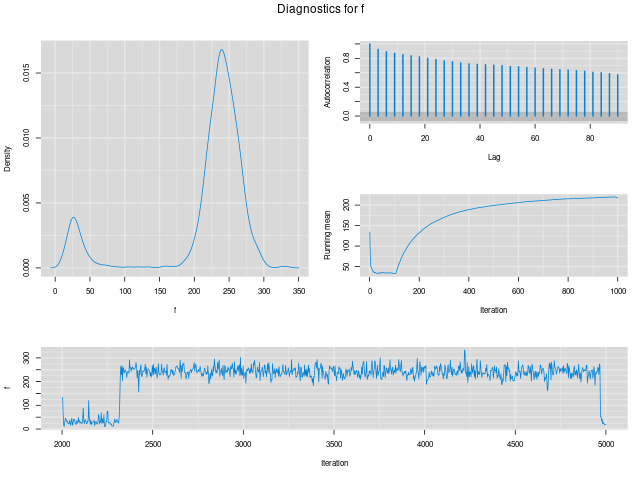 Diagnostics for f
Density
0.000
0.005
0.010
0.015
0 50 100 150 200 250 300 350
f
Autocorrelation
0.0
0.4
0.8
0 20 40 60 80
Lag
Running mean
50
100
150
200
0 200 400 600 800 1000
Iteration
f
0
50
100
200
300
2000 2500 3000 3500 4000 4500 5000
Iteration